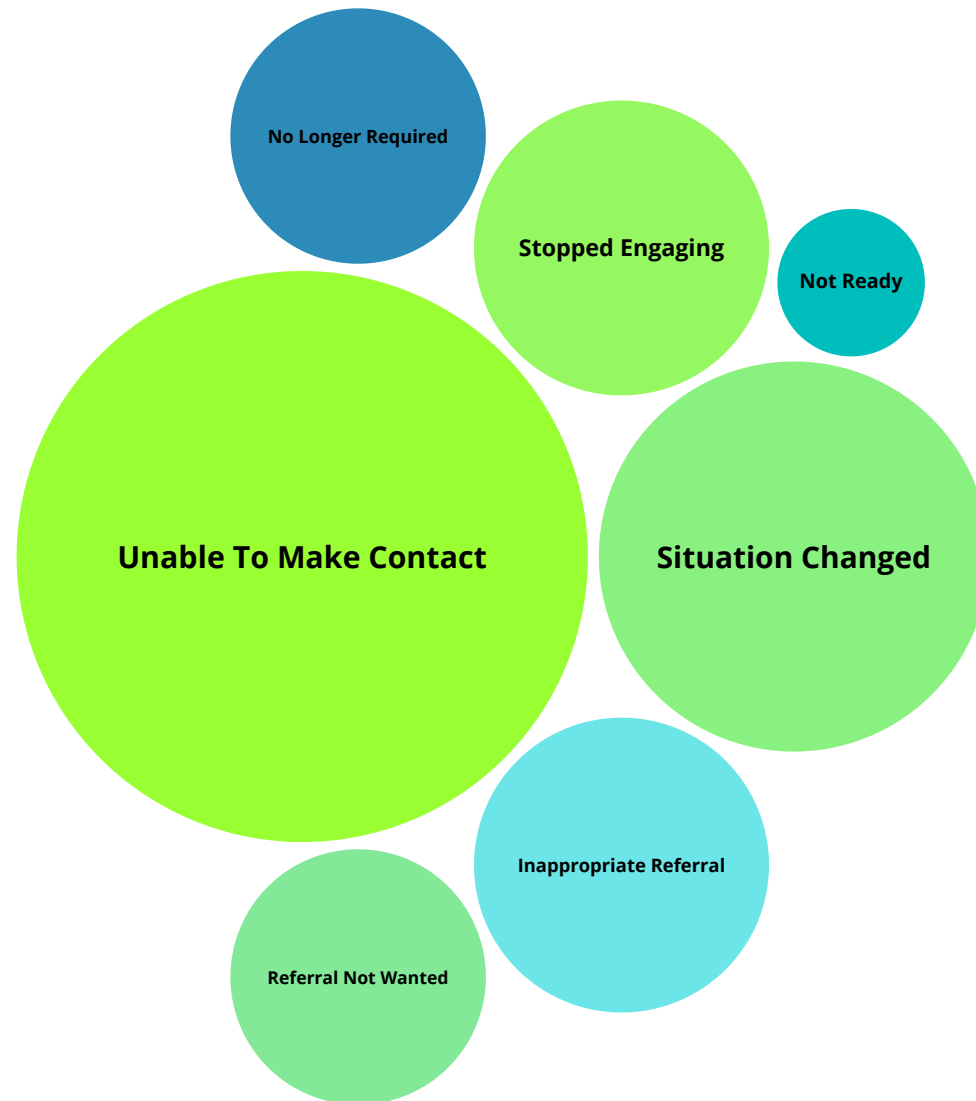 No Longer Required
Stopped Engaging
Not Ready
Unable To Make Contact
Situation Changed
Inappropriate Referral
Referral Not Wanted